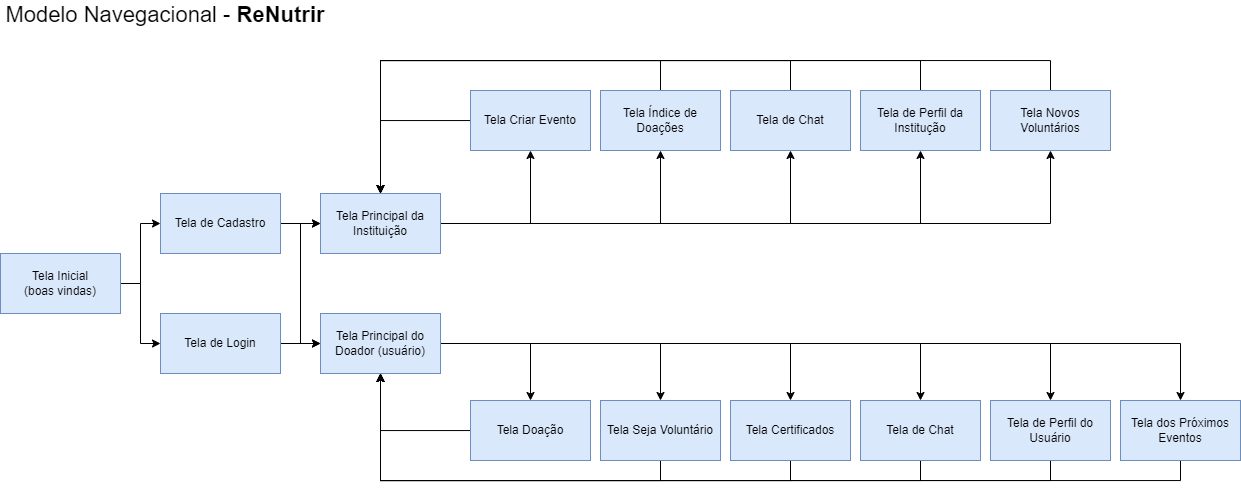 Modelo Navegacional - ReNutrir
Tela Criar Evento
Tela Índice de
Doações
Tela de Chat
Tela de Perfil da
Institução
Tela Novos
Voluntários
Tela de Cadastro
Tela Principal da
Instituição
Tela Inicial
(boas vindas)
Tela de Login
Tela Principal do
Doador (usuário)
Tela Doação
Tela Seja Voluntário
Tela Certificados
Tela de Chat
Tela de Perfil do
Usuário
Tela dos Próximos
Eventos